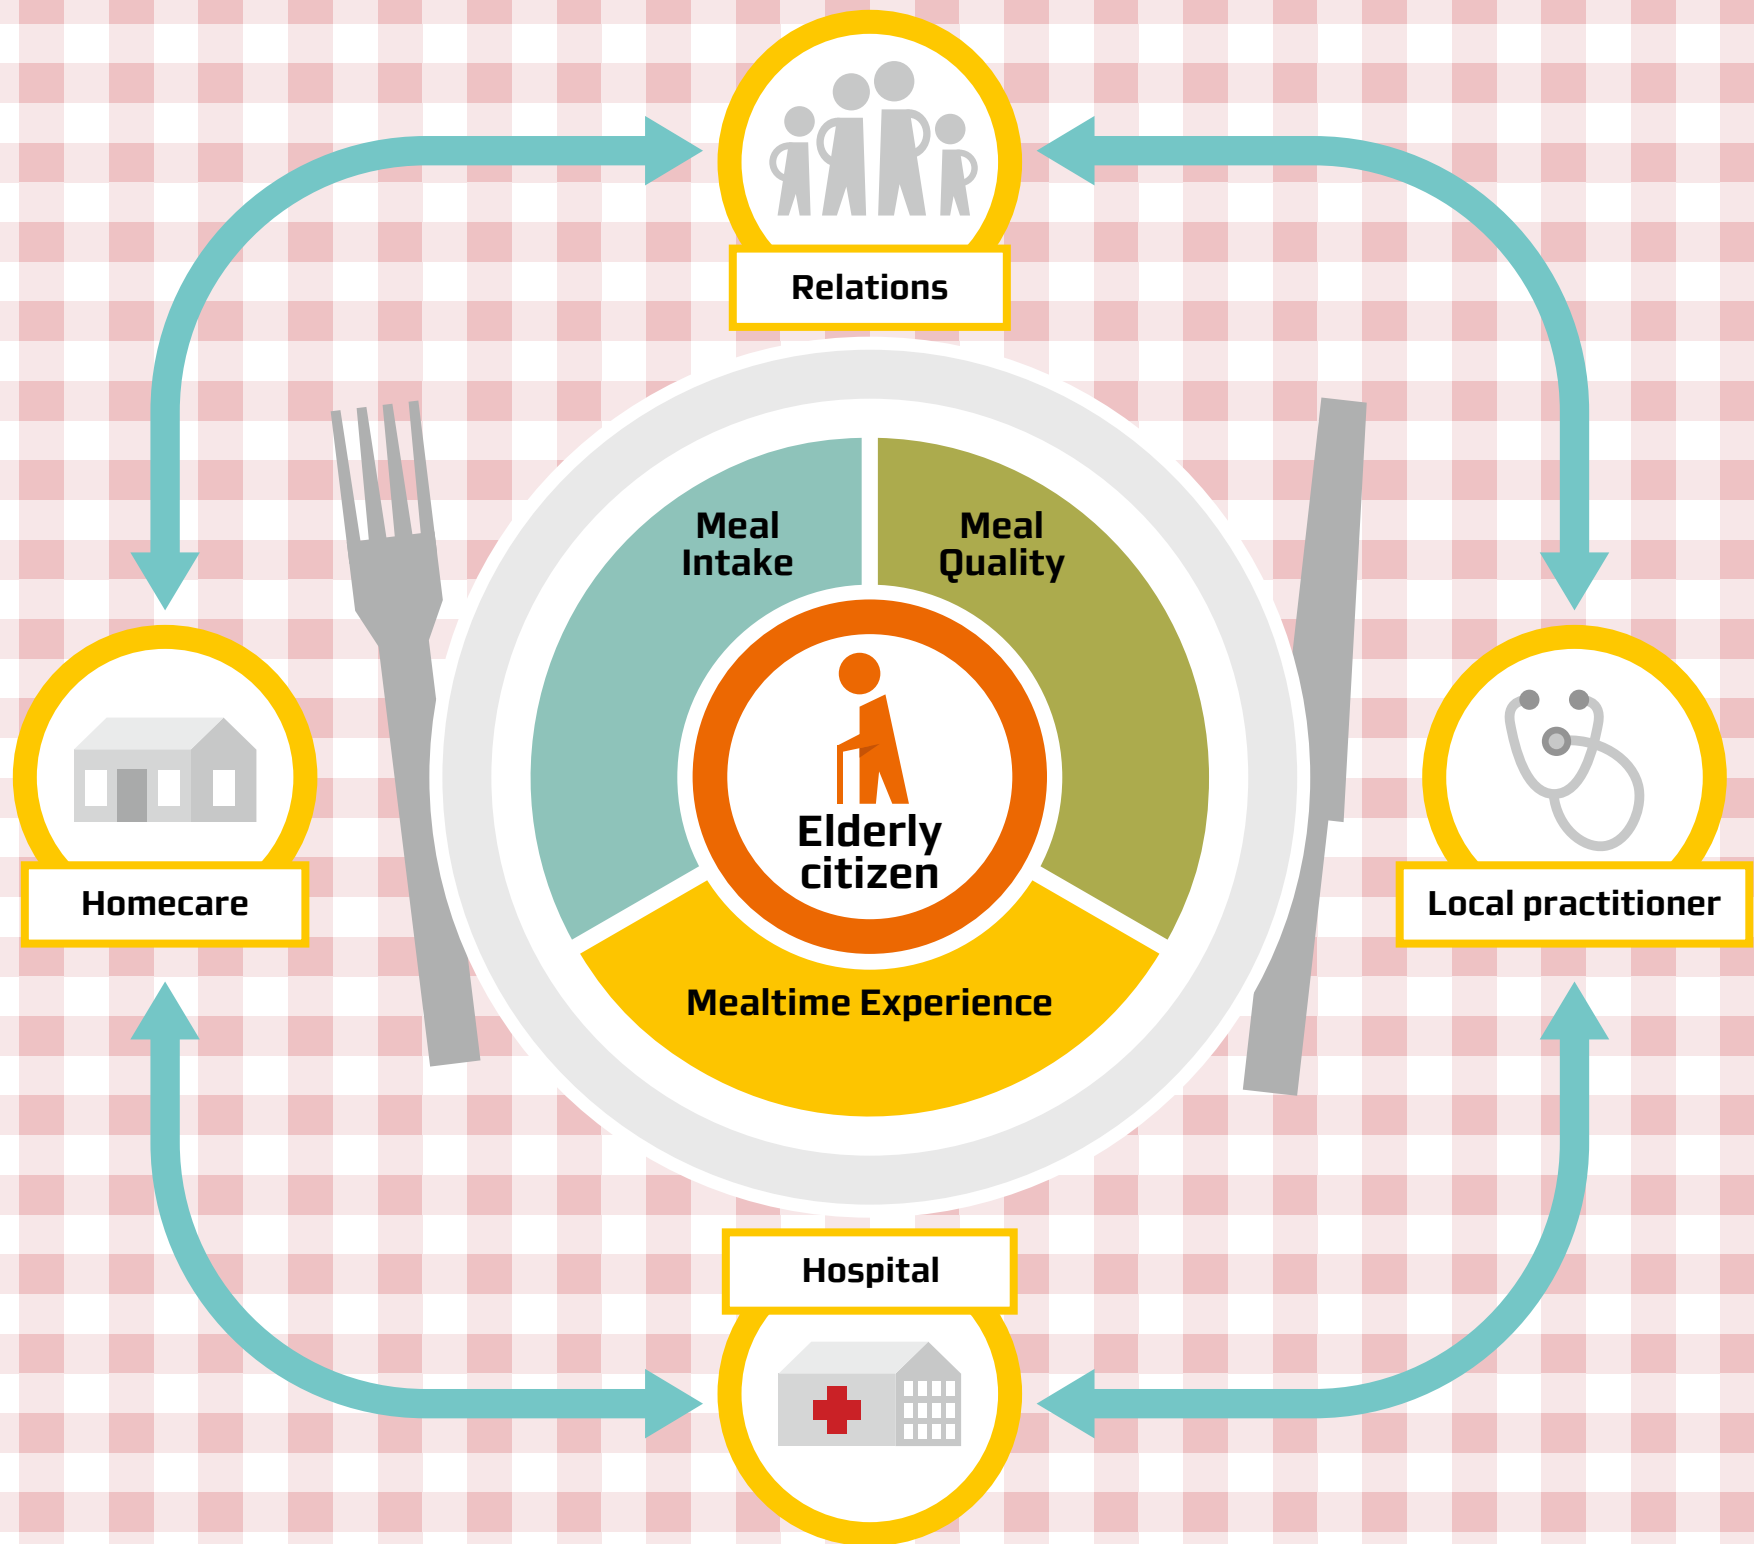 Relations
Meal
Intake
Meal
Quality
Elderly
citizen
Homecare
Local practitioner
Mealtime Experience
Hospital